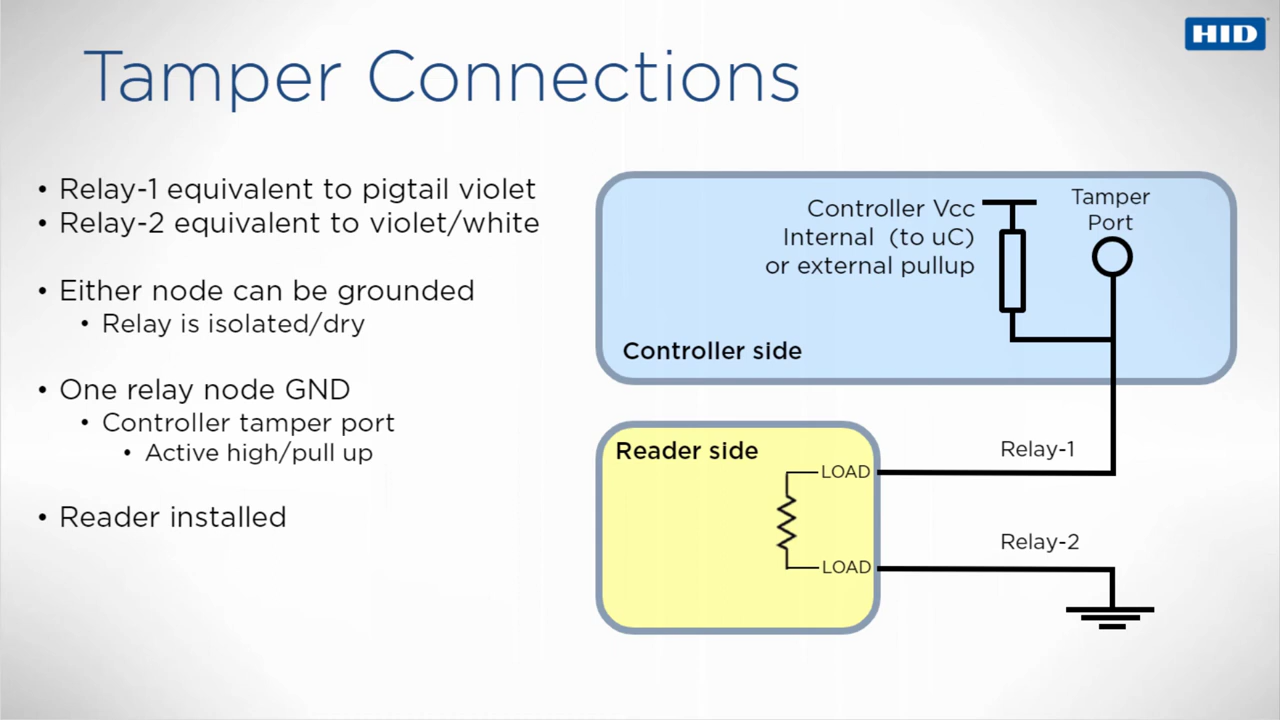 HID
Tamper Connections
• Relay-1 equivalent to pigtail violet
• Relay-2 equivalent to violet/white
• Either node can be grounded
• Relay is isolated/dry
• One relay node GND
• Controller tamper port
• Active high/pull up
• Reader installed
Controller Vcc
Internal (to uC)
or external pullup
Tamper
Port
Controller side
Reader side
LOAD
LOAD
Relay-1
Relay-2